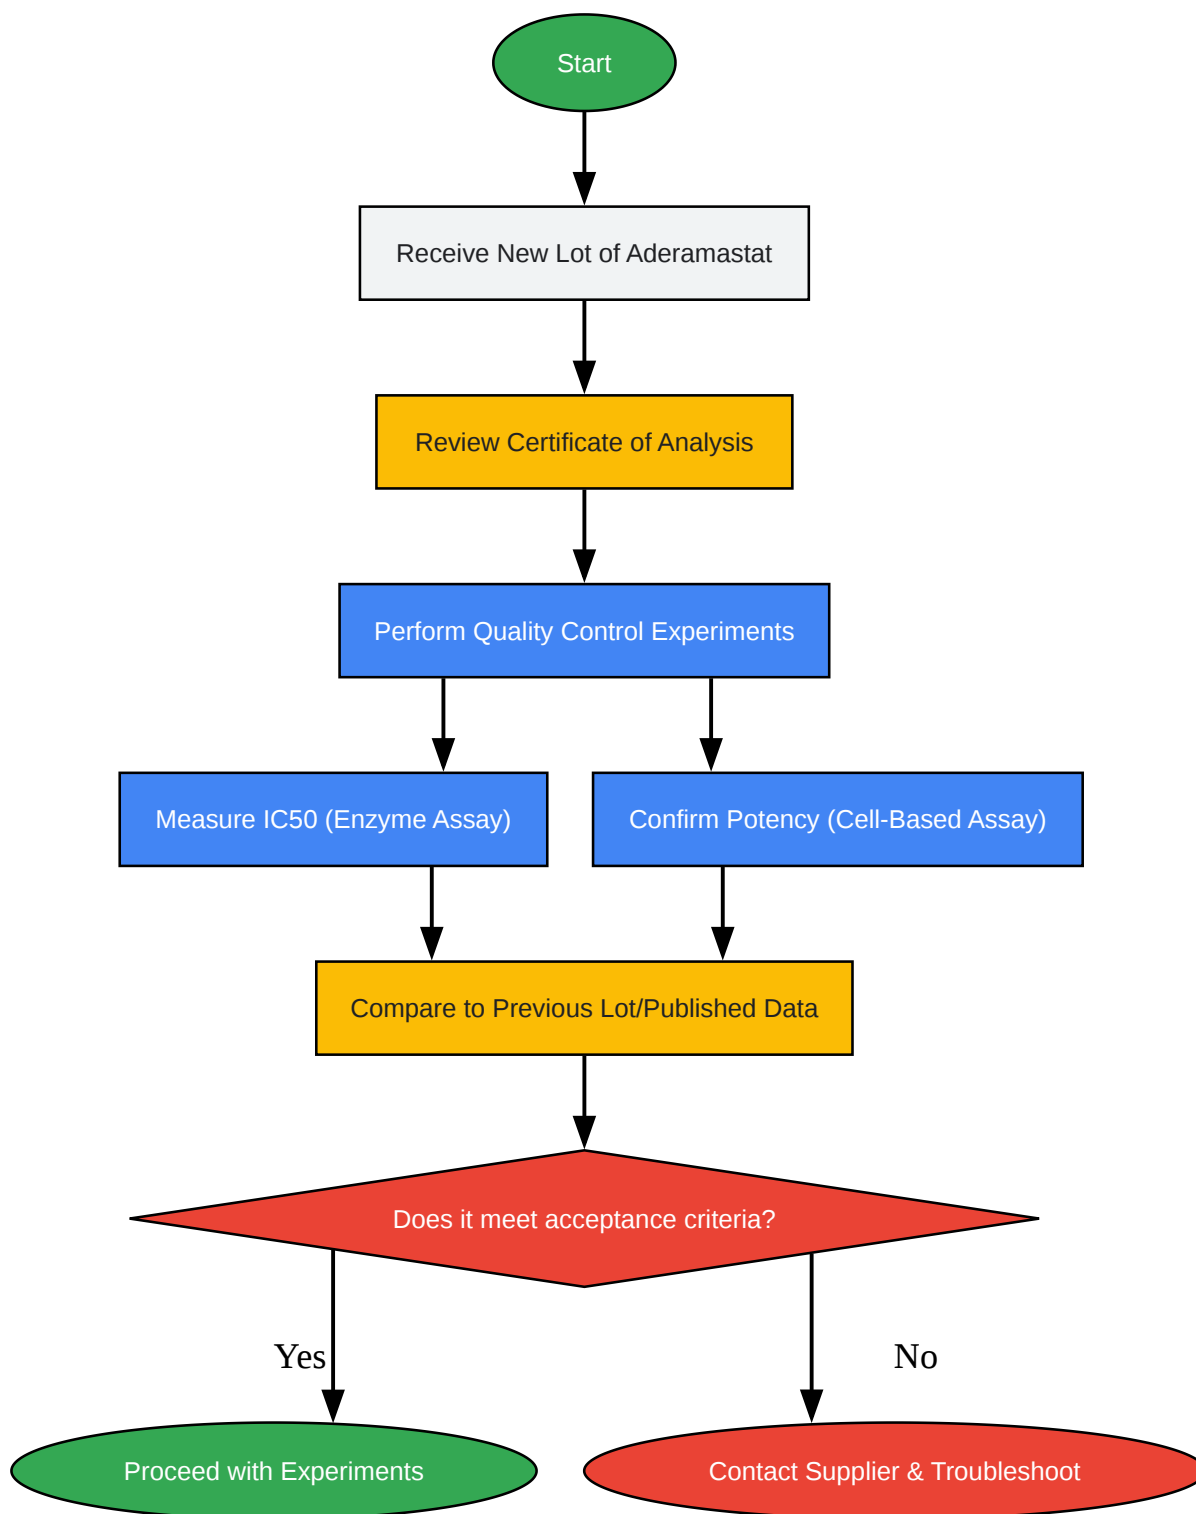 Start
Receive New Lot of Aderamastat
Review Certificate of Analysis
Perform Quality Control Experiments
Measure IC50 (Enzyme Assay)
Confirm Potency (Cell-Based Assay)
Compare to Previous Lot/Published Data
Does it meet acceptance criteria?
Yes
No
Proceed with Experiments
Contact Supplier & Troubleshoot